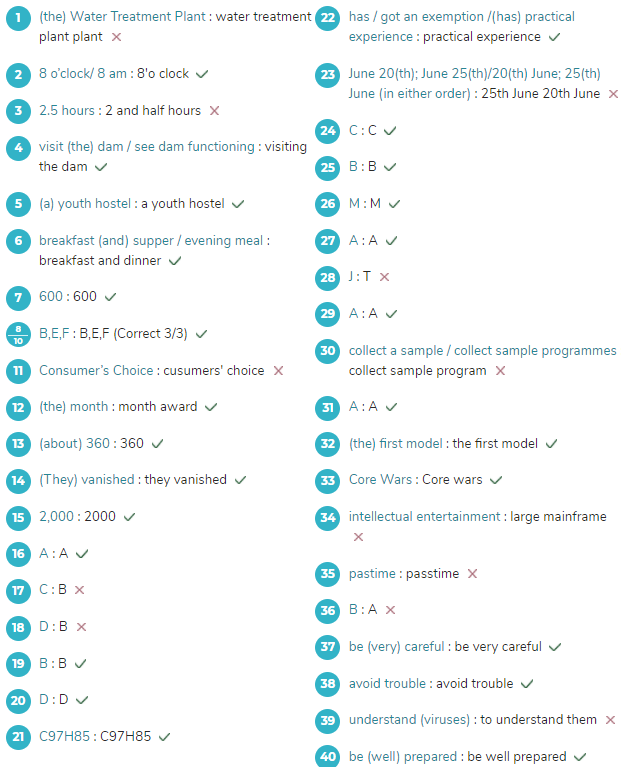 1 (the) Water Treatment Plant : water treatment
plant plant ✕
2 8 o'clock/ 8 am : 8'o clock ✓
3 2.5 hours : 2 and half hours ✕
4 visit (the) dam / see dam functioning : visiting
the dam ✓
5 (a) youth hostel : a youth hostel ✓
6 breakfast (and) supper / evening meal :
breakfast and dinner ✓
7 600 : 600 ✓
8/10 B,E,F : B,E,F (Correct 3/3) ✓
11 Consumer's Choice : cusumers' choice ✕
12 (the) month : month award ✓
13 (about) 360 : 360 ✓
14 (They) vanished : they vanished ✓
15 2,000 : 2000 ✓
16 A : A ✓
17 C : B ✕
18 D : B ✕
19 B : B ✓
20 D : D ✓
21 C97H85 : C97H85 ✓
22 has / got an exemption /(has) practical
experience : practical experience ✓
23 June 20(th); June 25(th)/20(th) June; 25(th)
June (in either order) : 25th June 20th June ✕
24 C : C ✓
25 B : B ✓
26 M : M ✓
27 A : A ✓
28 J : T ✕
29 A : A ✓
30 collect a sample / collect sample programmes
collect sample program ✕
31 A : A ✓
32 (the) first model : the first model ✓
33 Core Wars : Core wars ✓
34 intellectual entertainment : large mainframe
✕
35 pastime : passtime ✕
36 B : A ✕
37 be (very) careful : be very careful ✓
38 avoid trouble : avoid trouble ✓
39 understand (viruses) : to understand them ✕
40 be (well) prepared : be well prepared ✓